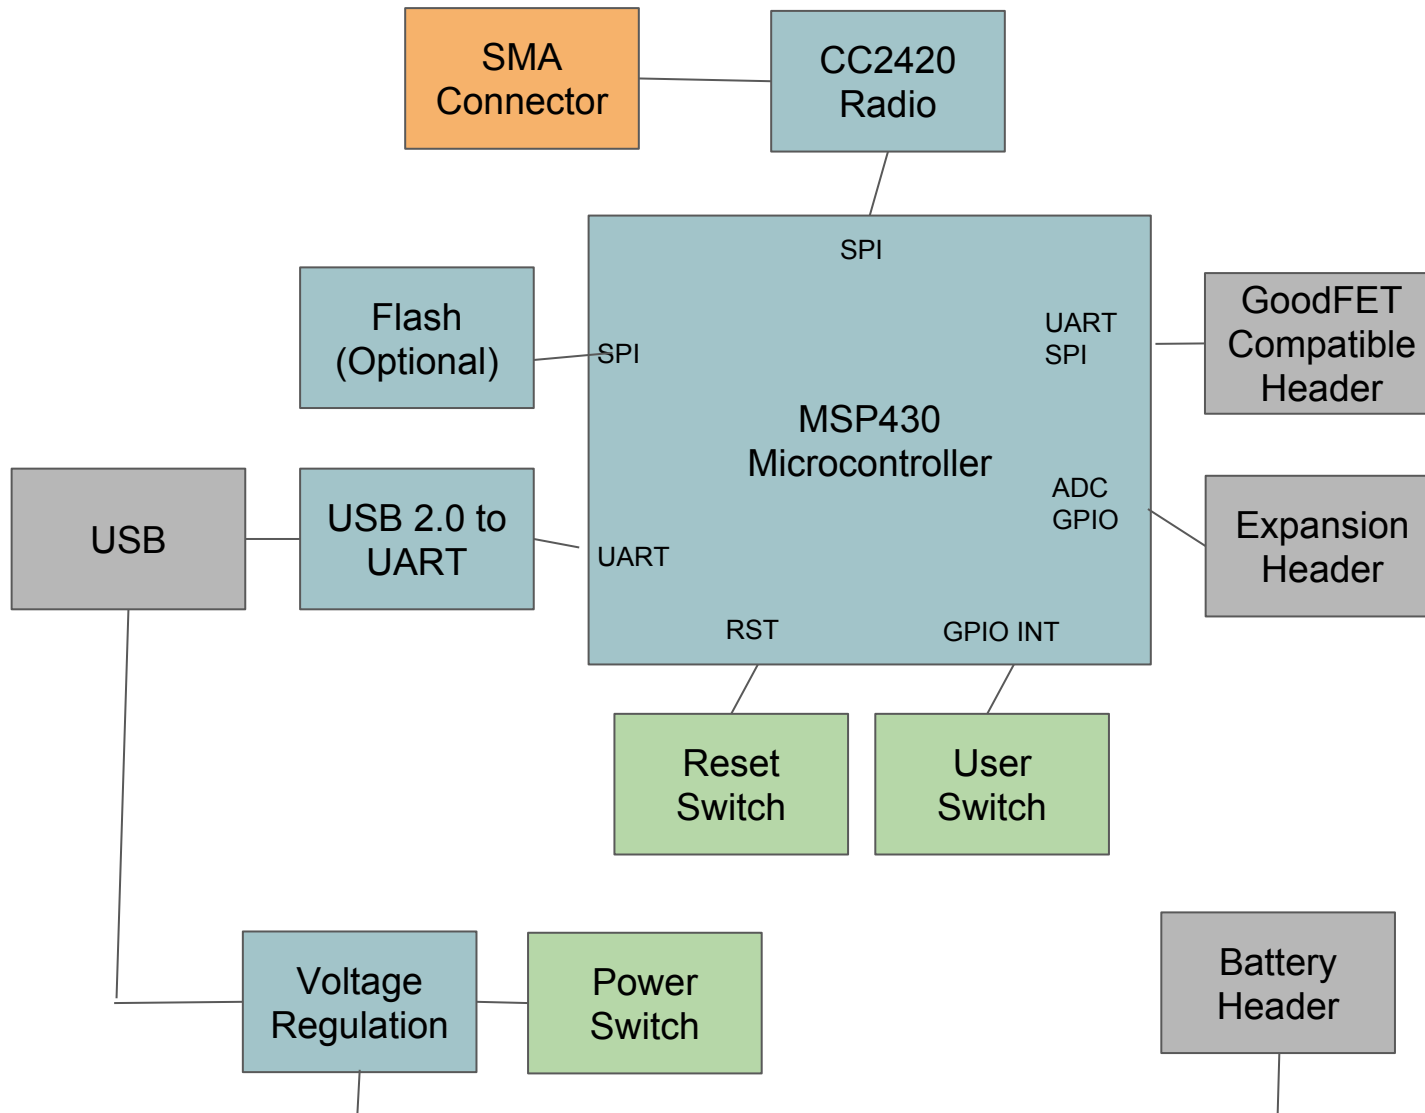 SMA
Connector
CC2420
Radio
SPI
Flash
(Optional)
SPI
UART
SPI
GoodFET
Compatible
Header
MSP430
Microcontroller
USB
USB 2.0 to
UART
UART
ADC
GPIO
Expansion
Header
RST
GPIO INT
Reset
Switch
User
Switch
Voltage
Regulation
Power
Switch
Battery
Header